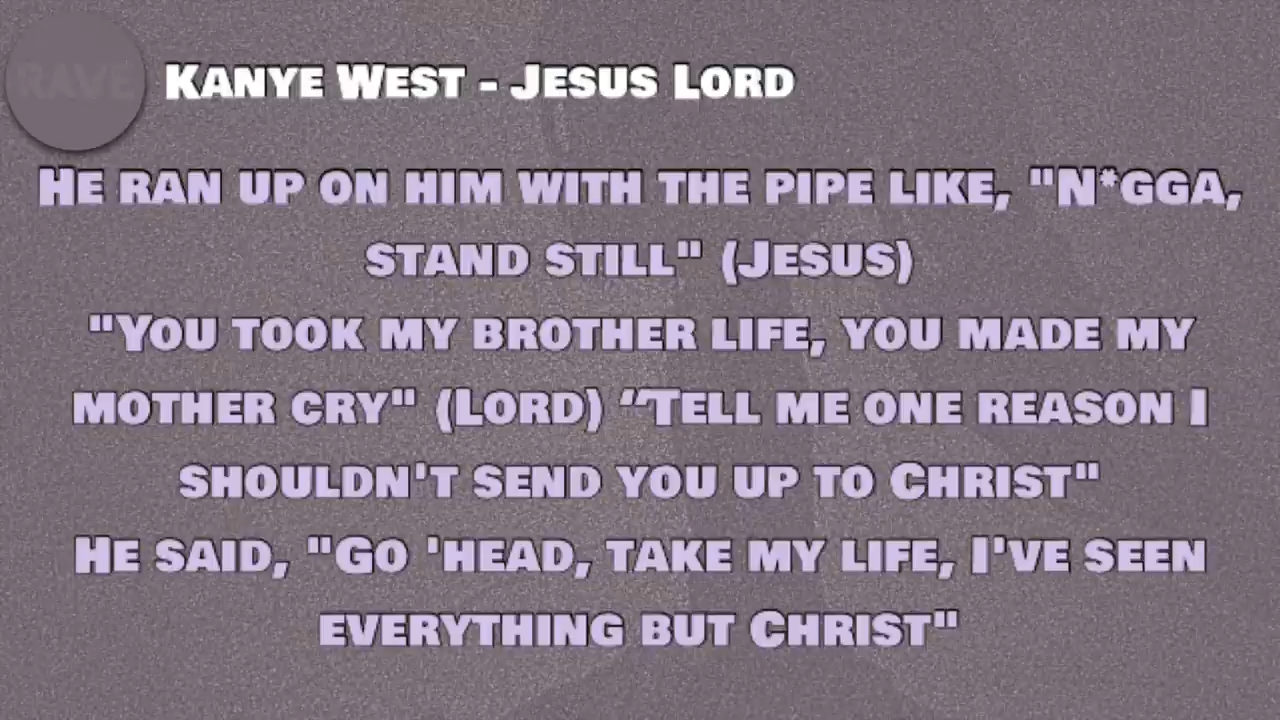 RAVE
Kanye West - Jesus Lord
He ran up on him with the pipe like, "N*gga,
stand still" (Jesus)
"You took my brother life, you made my
mother cry" (Lord) “Tell me one reason I
shouldn't send you up to Christ"
He said, "Go 'head, take my life, I've seen
everything but Christ"